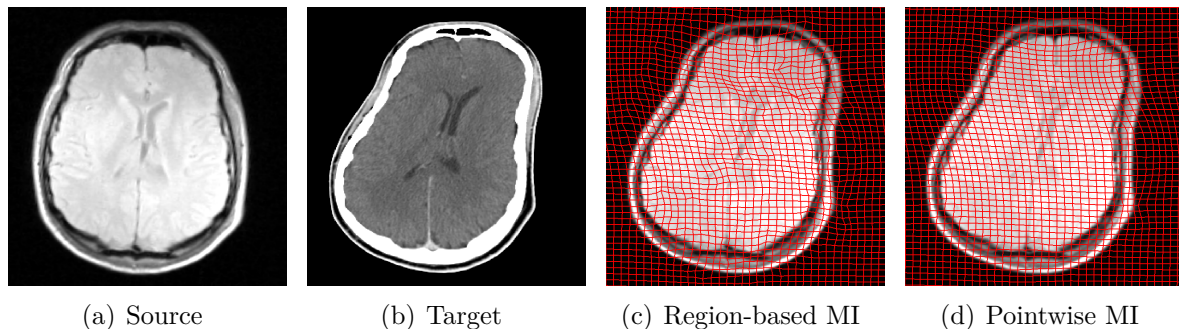 (a) Source
(b) Target
(c) Region-based MI
(d) Pointwise MI